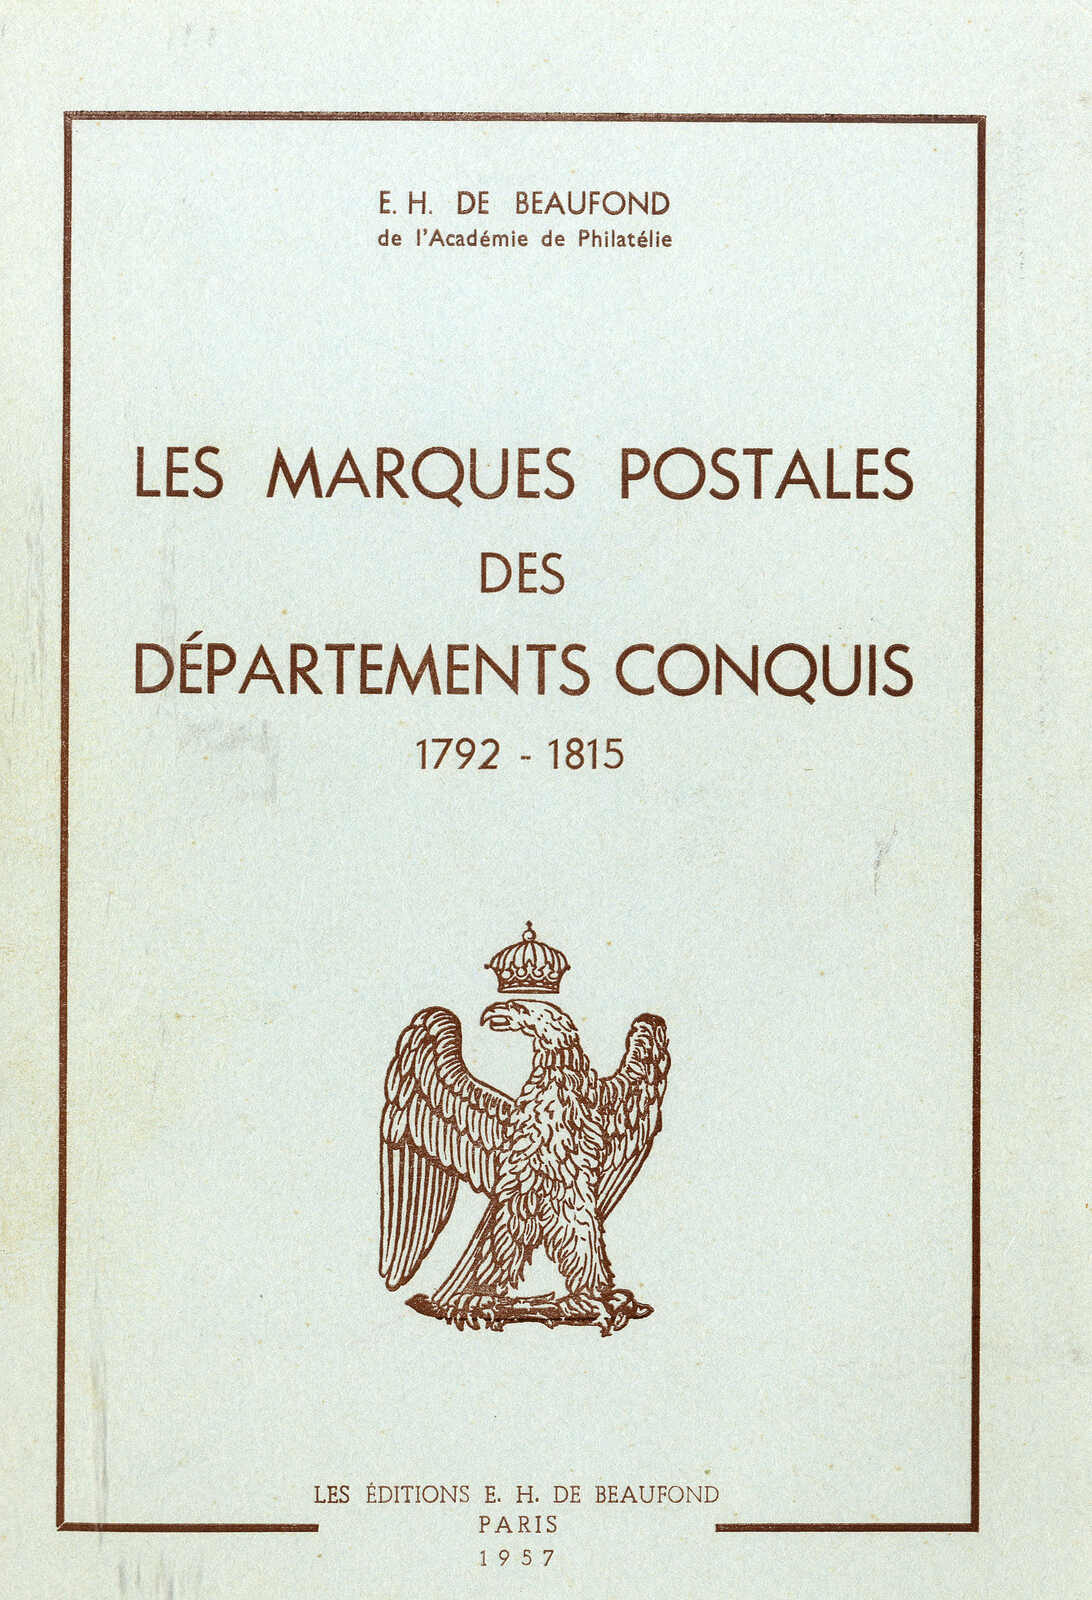 E. H. DE BEAUFOND
de l'Académie de Philatélie
LES MARQUES POSTALES
DES
DÉPARTEMENTS CONQUIS
1792 - 1815
LES ÉDITIONS E. H. DE BEAUFOND
PARIS
1957